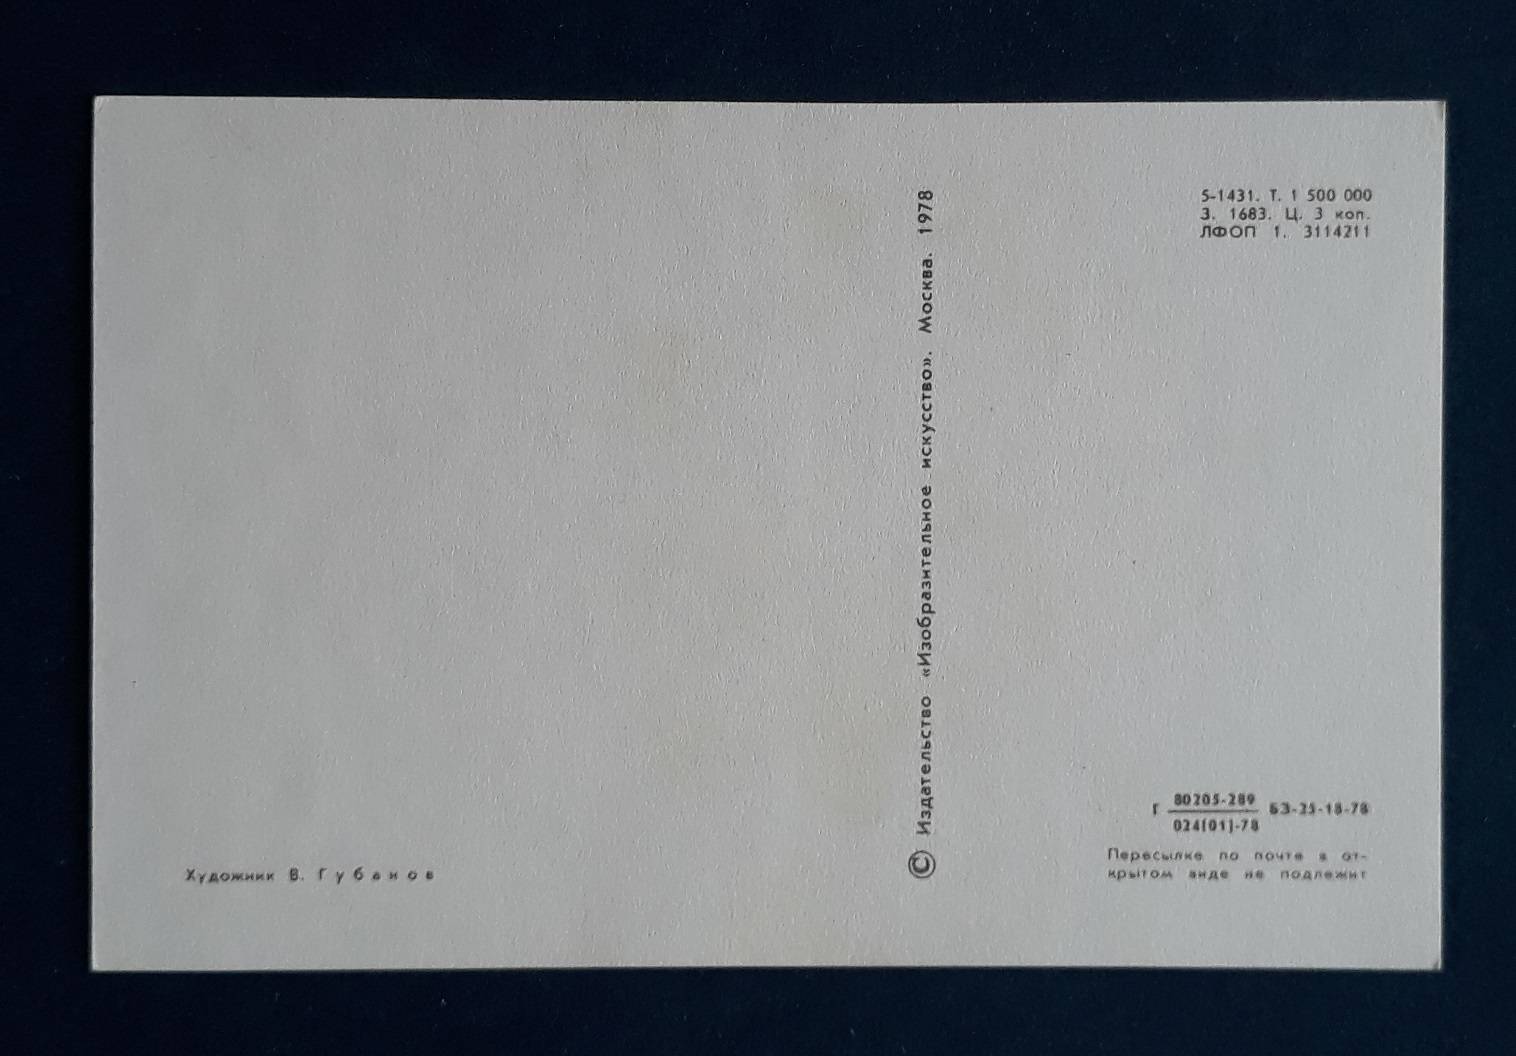 5-1431. Т. 1 500 000
З. 1683. Ц. 3 коп.
ЛФОП 1. 3114211
© Издательство «Изобразительное искусство». Москва. 1978
Г 80205-289 БЗ-25-18-78
024[01]-78
Пересылке по почте в от-
крытом виде не подлежит
Художник В. Губанов